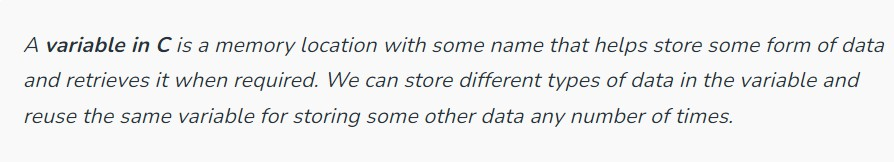 A variable in C is a memory location with some name that helps store some form of data
and retrieves it when required. We can store different types of data in the variable and
reuse the same variable for storing some other data any number of times.